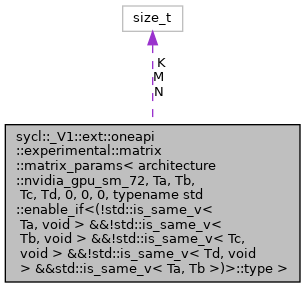 size_t
K
M
N
sycl::_V1::ext::oneapi
::experimental::matrix
::matrix_params< architecture
::nvidia_gpu_sm_72, Ta, Tb,
Tc, Td, 0, 0, 0, typename std
::enable_if<(!std::is_same_v<
Ta, void > &&!std::is_same_v<
Tb, void > &&!std::is_same_v< Tc,
void > &&!std::is_same_v< Td, void
> &&std::is_same_v< Ta, Tb >)>::type >